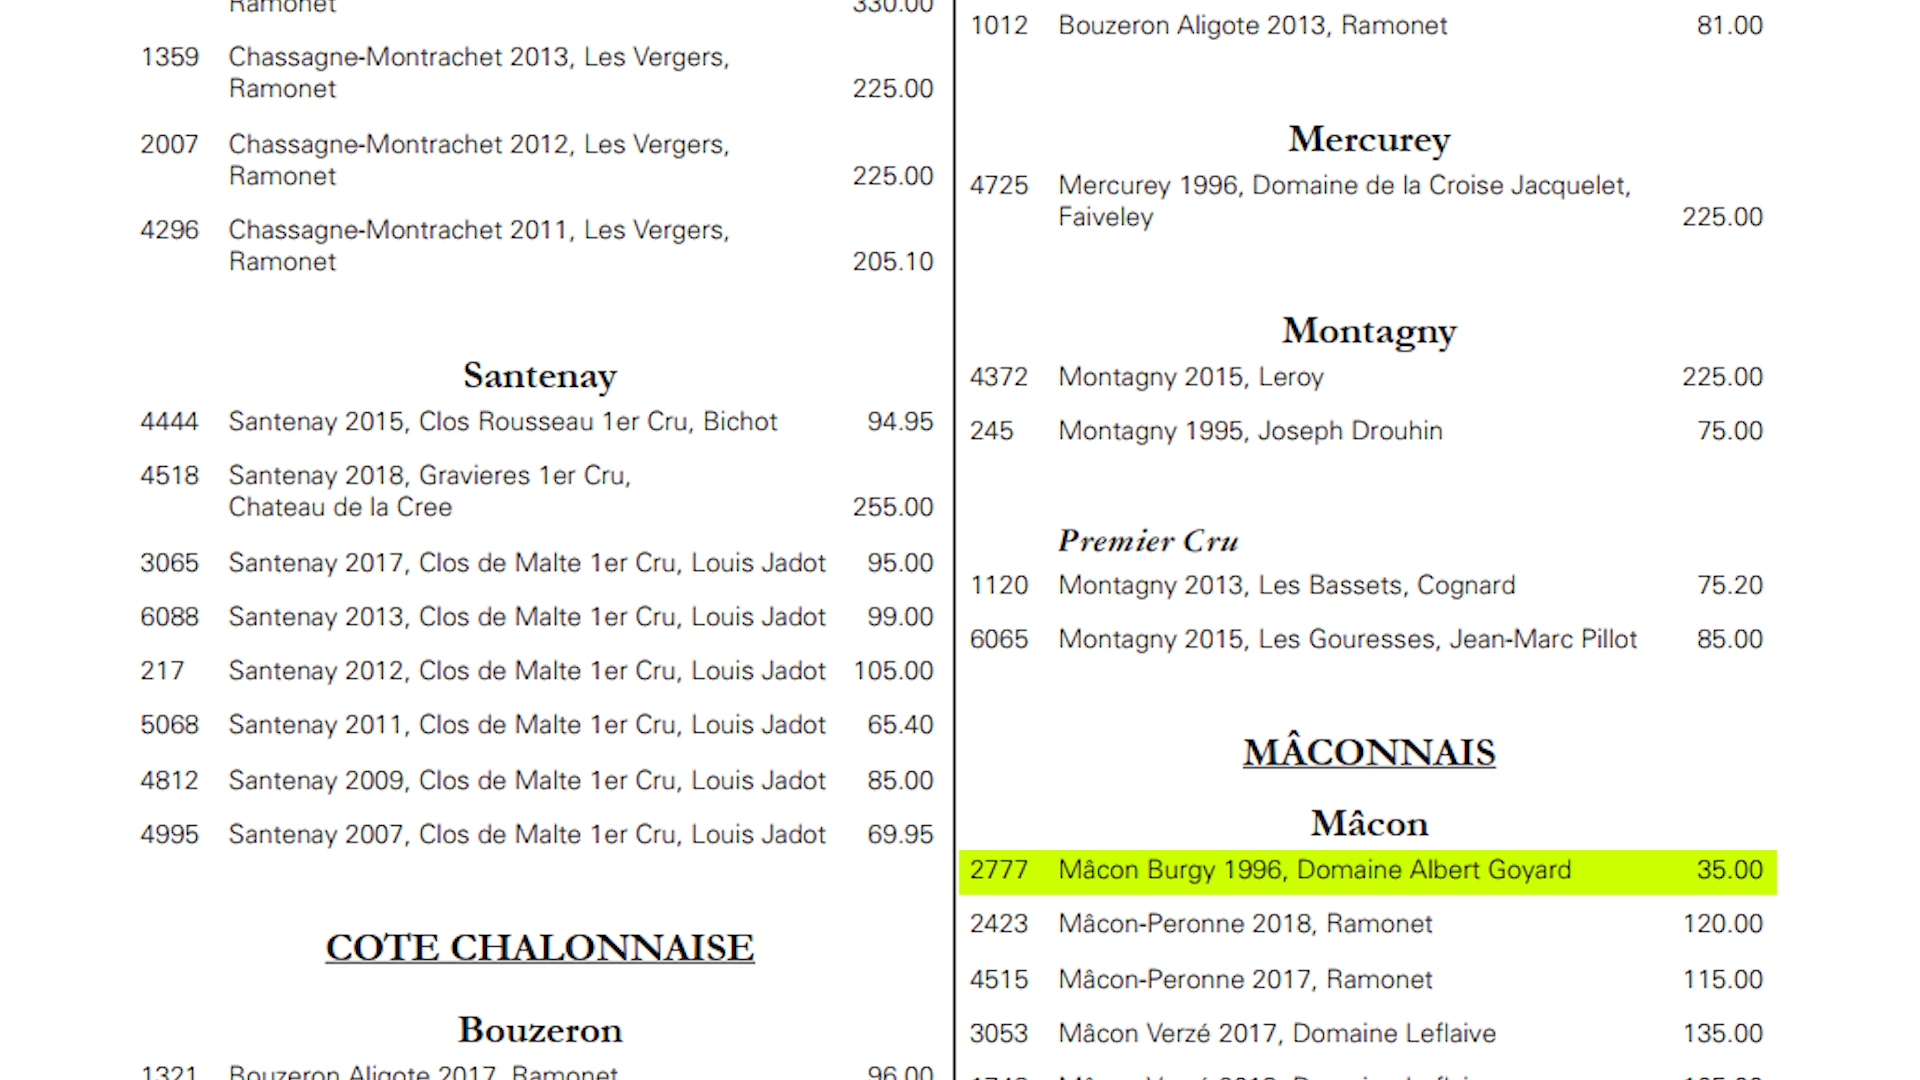 Ramonet 330.00
1359 Chassagne-Montrachet 2013, Les Vergers,
Ramonet 225.00
2007 Chassagne-Montrachet 2012, Les Vergers,
Ramonet 225.00
4296 Chassagne-Montrachet 2011, Les Vergers,
Ramonet 205.10
Santenay
4444 Santenay 2015, Clos Rousseau 1er Cru, Bichot 94.95
4518 Santenay 2018, Gravieres 1er Cru,
Chateau de la Cree 255.00
3065 Santenay 2017, Clos de Malte 1er Cru, Louis Jadot 95.00
6088 Santenay 2013, Clos de Malte 1er Cru, Louis Jadot 99.00
217 Santenay 2012, Clos de Malte 1er Cru, Louis Jadot 105.00
5068 Santenay 2011, Clos de Malte 1er Cru, Louis Jadot 65.40
4812 Santenay 2009, Clos de Malte 1er Cru, Louis Jadot 85.00
4995 Santenay 2007, Clos de Malte 1er Cru, Louis Jadot 69.95
COTE CHALONNAISE
Bouzeron
1321 Bouzeron Aligote 2017, Ramonet 96.00
1012 Bouzeron Aligote 2013, Ramonet 81.00
Mercurey
4725 Mercurey 1996, Domaine de la Croise Jacquelet,
Faiveley 225.00
Montagny
4372 Montagny 2015, Leroy 225.00
245 Montagny 1995, Joseph Drouhin 75.00
Premier Cru
1120 Montagny 2013, Les Bassets, Cognard 75.20
6065 Montagny 2015, Les Gouresses, Jean-Marc Pillot 85.00
MÂCONNAIS
Mâcon
2777 Mâcon Burgy 1996, Domaine Albert Goyard 35.00
2423 Mâcon-Peronne 2018, Ramonet 120.00
4515 Mâcon-Peronne 2017, Ramonet 115.00
3053 Mâcon Verzé 2017, Domaine Leflaive 135.00